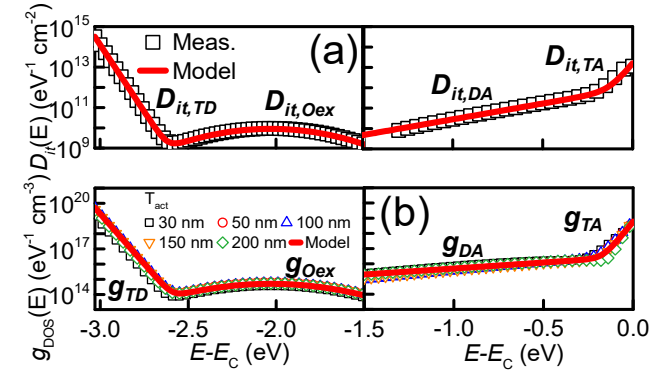 10^15
10^13
10^11
10^9
D_it(E) (eV^-1 cm^-2)
Meas.
Model
(a)
D_it,TD
D_it,Oex
D_it,DA
D_it,TA
10^20
10^17
10^14
g_DOS(E) (eV^-1 cm^-3)
T_act
30 nm 50 nm 100 nm
150 nm 200 nm Model
(b)
g_TD
g_Oex
g_DA
g_TA
-3.0 -2.5 -2.0 -1.5 -1.0 -0.5 0.0
E-E_C (eV) E-E_C (eV)